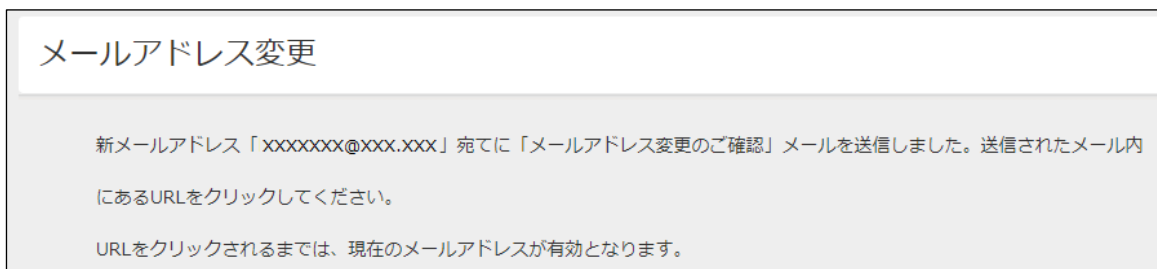 メールアドレス変更
新メールアドレス「 XXXXXXX@XXX.XXX」宛てに「メールアドレス変更のご確認」メールを送信しました。送信されたメール内
にあるURLをクリックしてください。
URLをクリックされるまでは、現在のメールアドレスが有効となります。